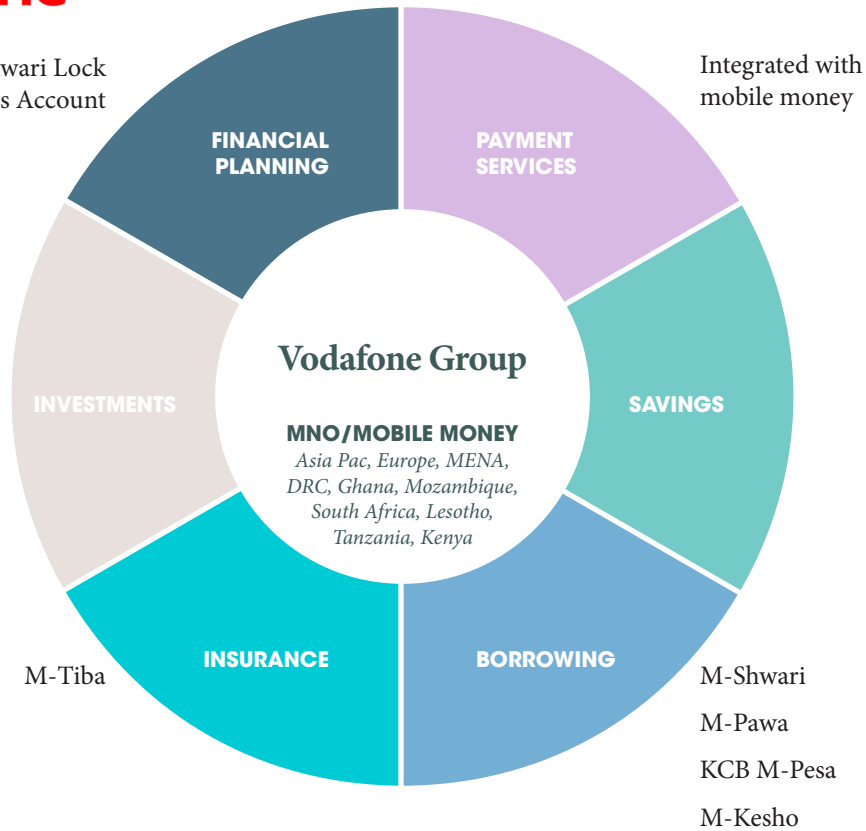 wari Lock
s Account
Integrated with
mobile money
FINANCIAL
PLANNING
PAYMENT
SERVICES
Vodafone Group
INVESTMENTS
SAVINGS
MNO/MOBILE MONEY
Asia Pac, Europe, MENA,
DRC, Ghana, Mozambique,
South Africa, Lesotho,
Tanzania, Kenya
INSURANCE
BORROWING
M-Tiba
M-Shwari
M-Pawa
KCB M-Pesa
M-Kesho